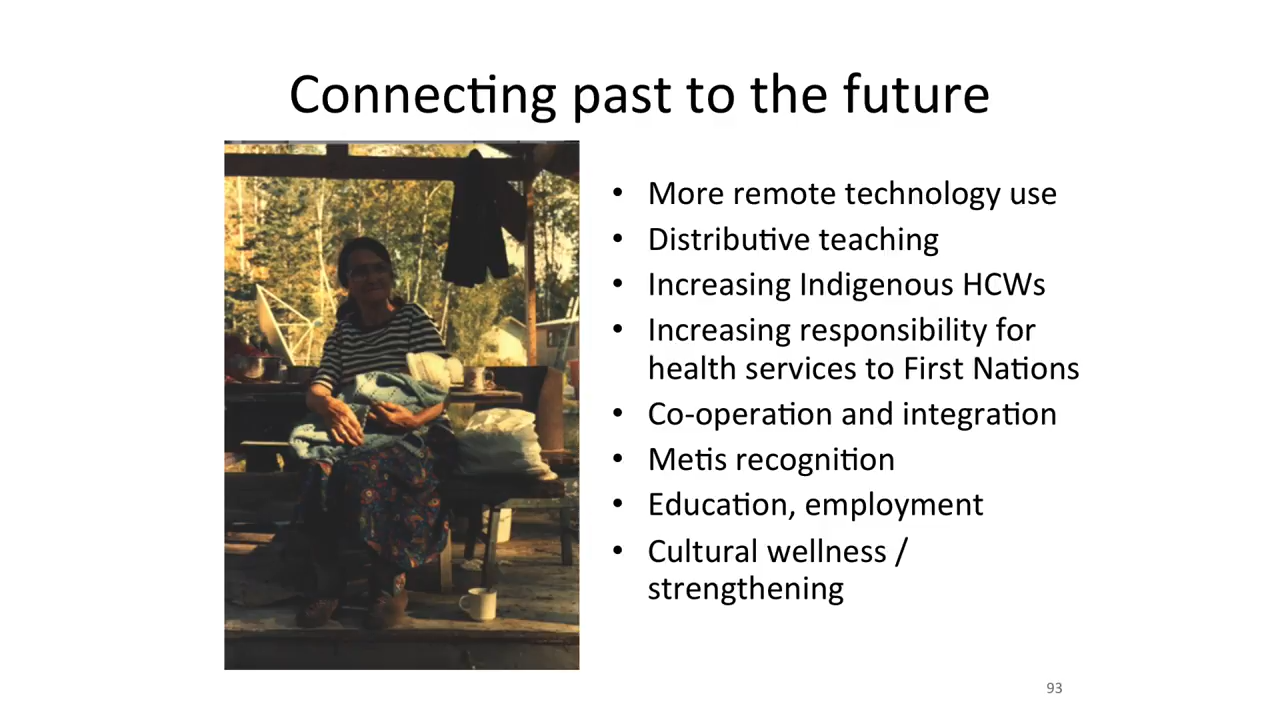 Connecting past to the future
• More remote technology use
• Distributive teaching
• Increasing Indigenous HCWs
• Increasing responsibility for
health services to First Nations
• Co-operation and integration
• Metis recognition
• Education, employment
• Cultural wellness /
strengthening
93